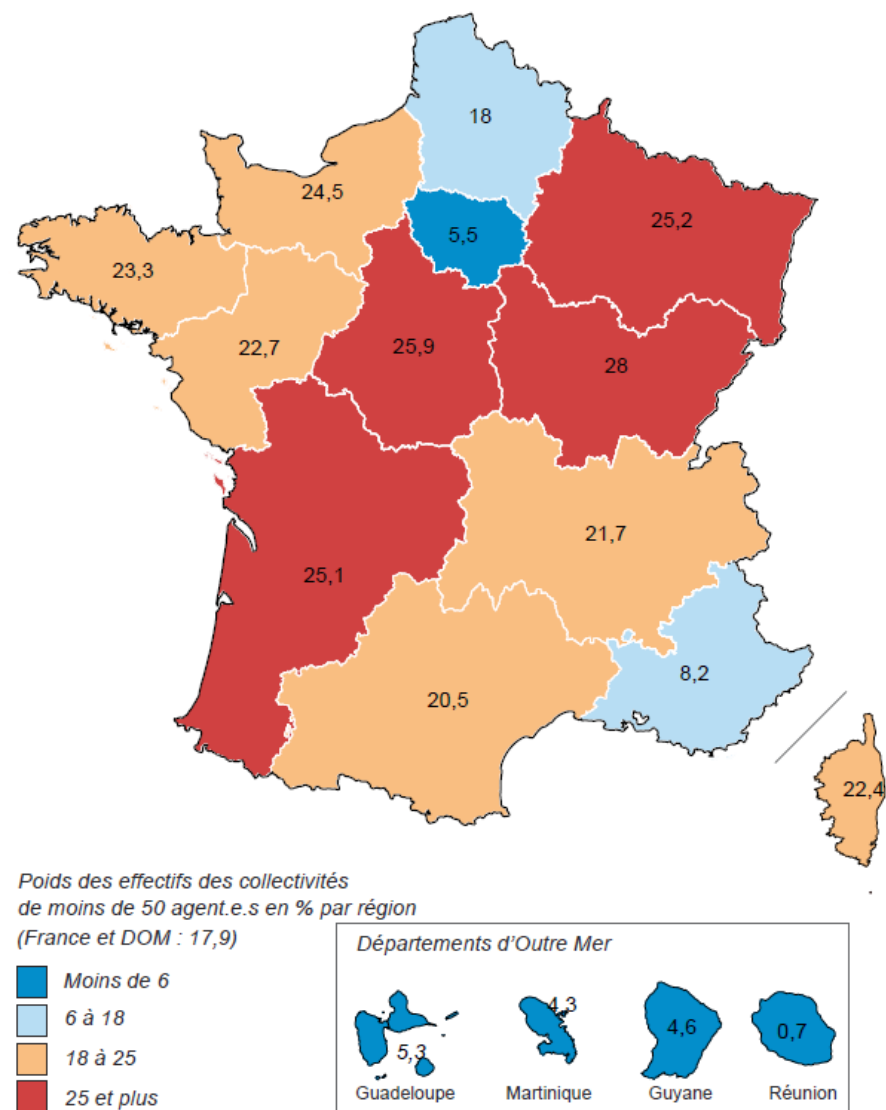 18
24,5
5,5
25,2
23,3
22,7
25,9
28
21,7
25,1
8,2
20,5
22,4
Poids des effectifs des collectivités
de moins de 50 agent.e.s en % par région
(France et DOM : 17,9)
Moins de 6
6 à 18
18 à 25
25 et plus
Départements d'Outre Mer
5,3
4,3
4,6
0,7
Guadeloupe
Martinique
Guyane
Réunion